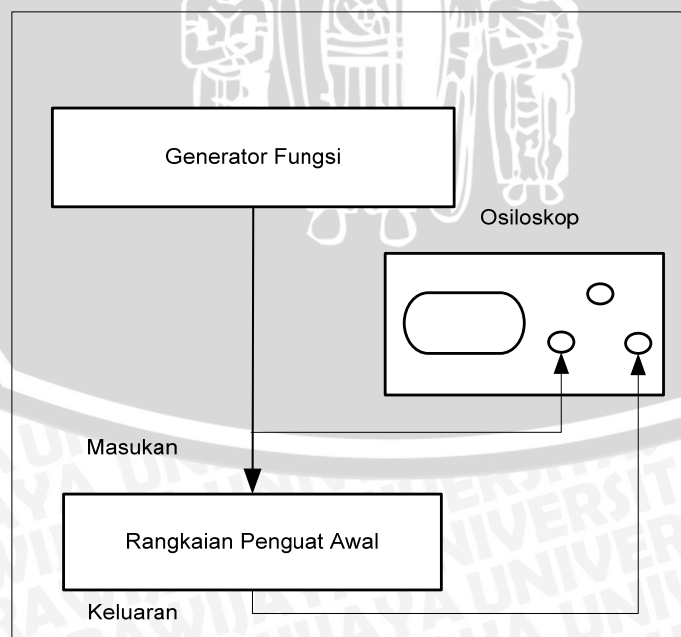 Generator Fungsi
Osiloskop
Masukan
Rangkaian Penguat Awal
Keluaran